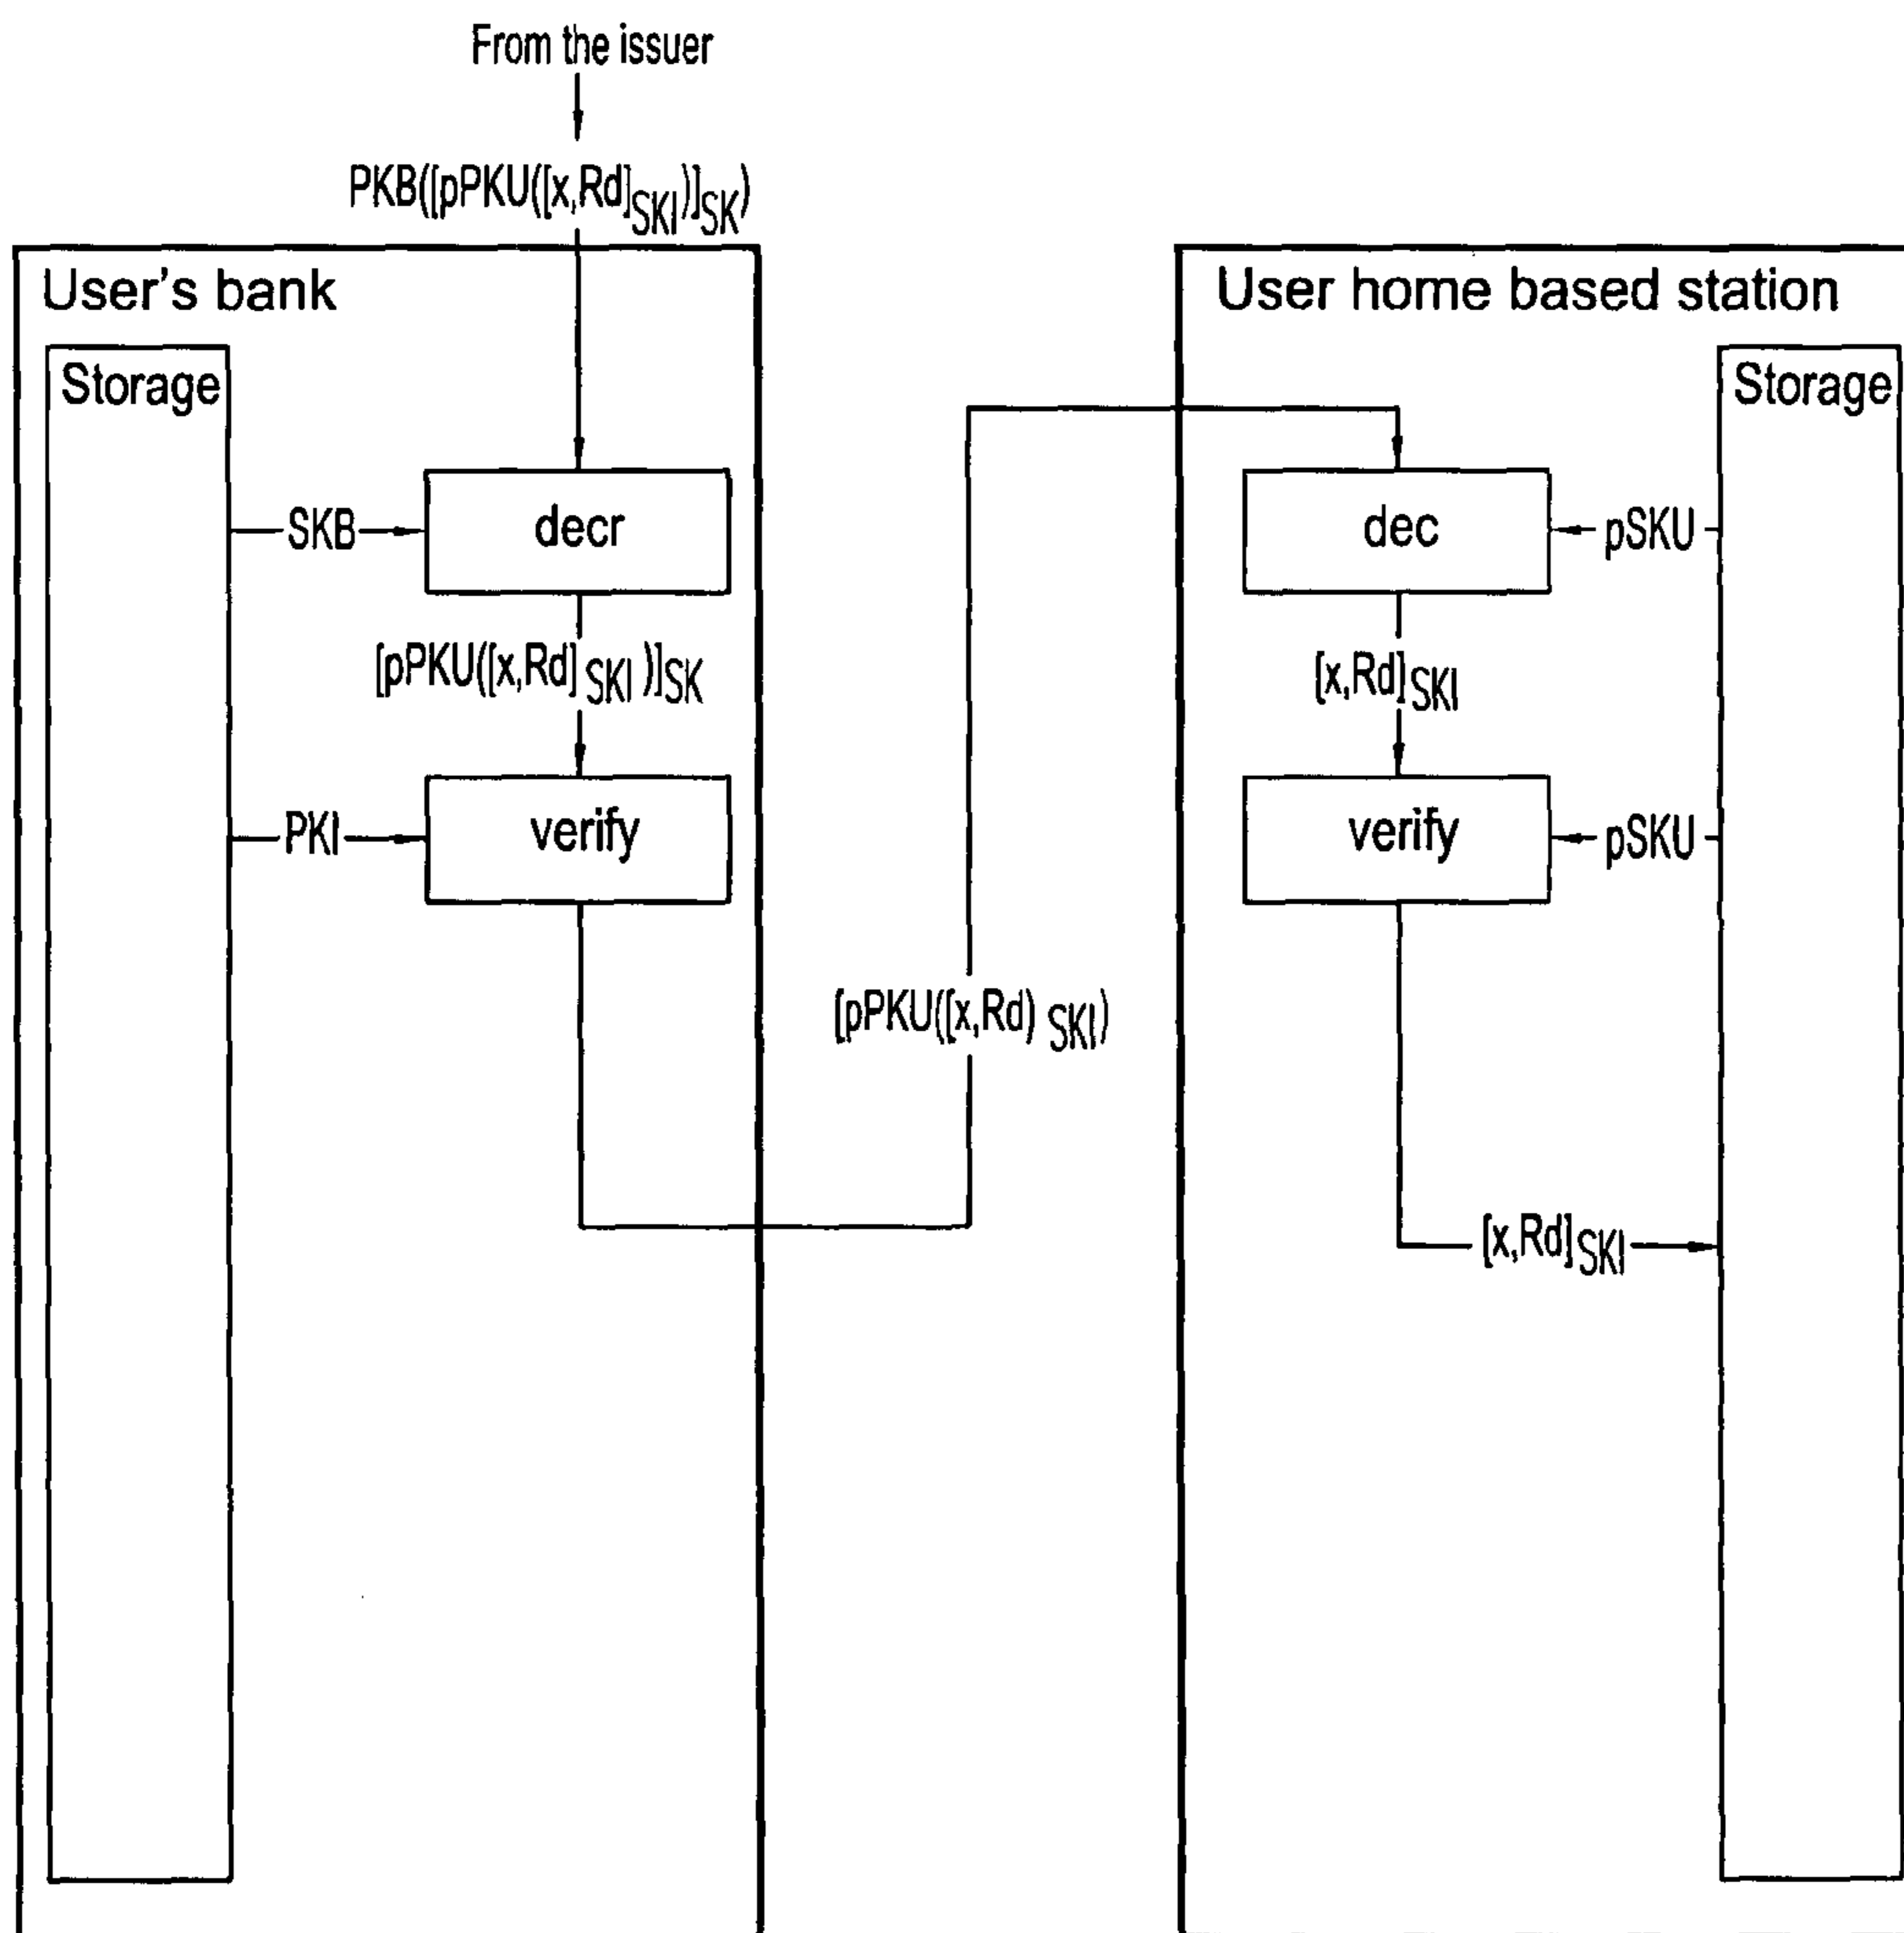 From the issuer
PKB([pPKU([x,Rd]SKI)]SK)
User's bank
Storage
SKB
decr
[pPKU([x,Rd]SKI)]SK
PKI
verify
[pPKU([x,Rd)SKI)
User home based station
Storage
dec
pSKU
[x,Rd]SKI
verify
pSKU
[x,Rd]SKI